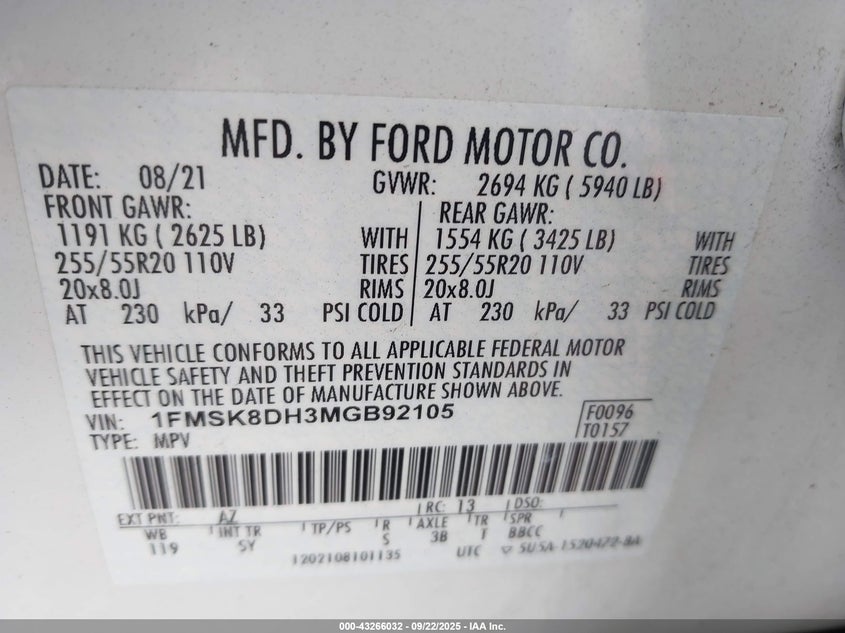 MFD. BY FORD MOTOR CO.
DATE: 08/21 GVWR: 2694 KG ( 5940 LB)
FRONT GAWR: REAR GAWR:
1191 KG ( 2625 LB) WITH 1554 KG ( 3425 LB) WITH
255/55R20 110V TIRES 255/55R20 110V TIRES
20x8.0J RIMS 20x8.0J RIMS
AT 230 kPa/ 33 PSI COLD AT 230 kPa/ 33 PSI COLD
THIS VEHICLE CONFORMS TO ALL APPLICABLE FEDERAL MOTOR
VEHICLE SAFETY AND THEFT PREVENTION STANDARDS IN
EFFECT ON THE DATE OF MANUFACTURE SHOWN ABOVE.
VIN: 1FMSK8DH3MGB92105 F0096
TYPE: MPV T0157
EXT PNT: AZ RC: 13 DSO:
WB INT TR TP/PS R AXLE TR SPR
119 5Y S 3B T BBCC
1202108101135 UTC 5U5A-1520472-BA
000-43266032 - 09/22/2025 - IAA Inc.